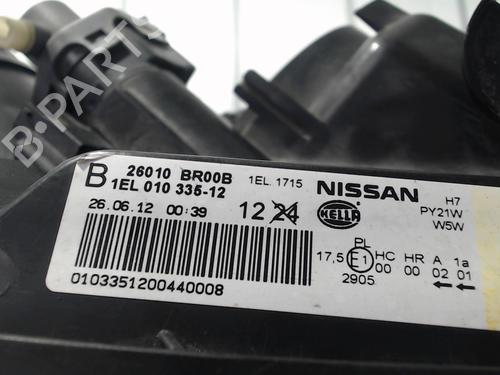 B-PARTS
B 26010 BR00B 1EL. 1715 NISSAN H7
1EL 010 335-12 PY21W
26.06.12 00:39 12 24 HELLA W5W
PL
17,5 E1 HC HR A 1a
00 00 02 01
2905
0103351200440008